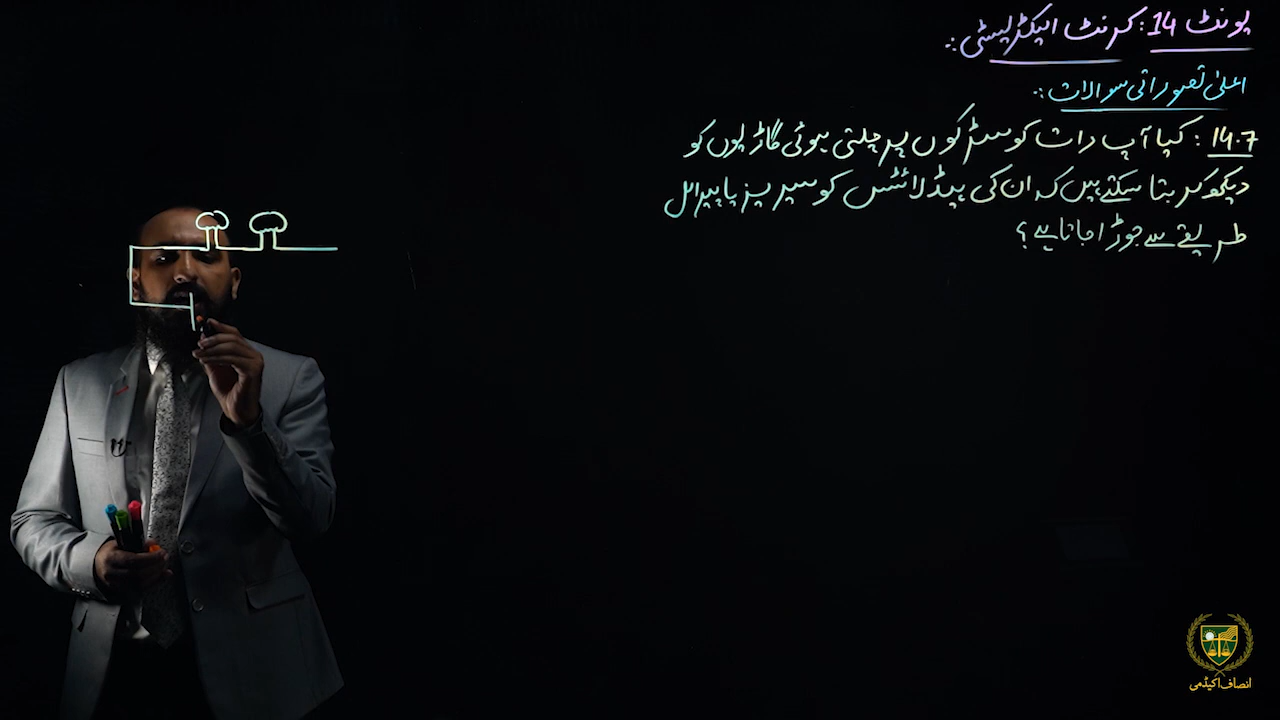 یونٹ 14: کرنٹ الیکٹریسٹی:
اعلیٰ تصوراتی سوالات:
14.7: کیا آپ رات کو سڑکوں پر چلتی ہوئی گاڑیوں کو
دیکھ کر بتا سکتے ہیں کہ ان کی ہیڈلائٹس کو سیریز یا پیرالل
طریقے سے جوڑا جاتا ہے؟
انصاف اکیڈمی